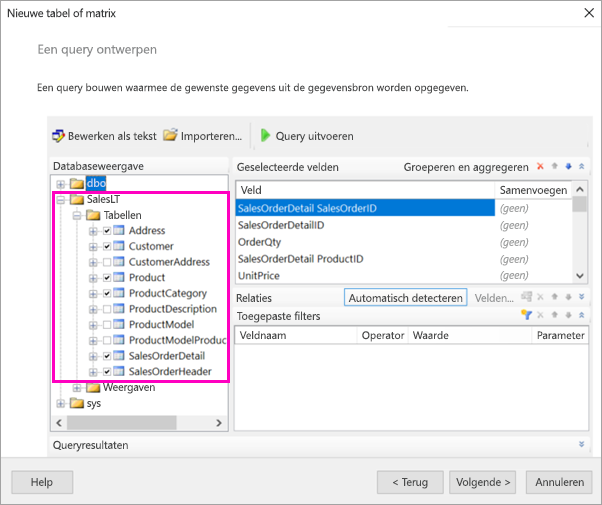 Nieuwe tabel of matrix
Een query ontwerpen
Een query bouwen waarmee de gewenste gegevens uit de gegevensbron worden opgegeven.
Bewerken als tekst Importeren... Query uitvoeren
Databaseweergave
dbo
SalesLT
Tabellen
Address
Customer
CustomerAddress
Product
ProductCategory
ProductDescription
ProductModel
ProductModelProduc
SalesOrderDetail
SalesOrderHeader
Weergaven
sys
Geselecteerde velden Groeperen en aggregeren
Veld Samenvoegen
SalesOrderDetail SalesOrderID (geen)
SalesOrderDetailID (geen)
OrderQty (geen)
SalesOrderDetail ProductID (geen)
UnitPrice (geen)
Relaties Automatisch detecteren Velden...
Toegepaste filters
Veldnaam Operator Waarde Parameter
Queryresultaten
Help < Terug Volgende > Annuleren